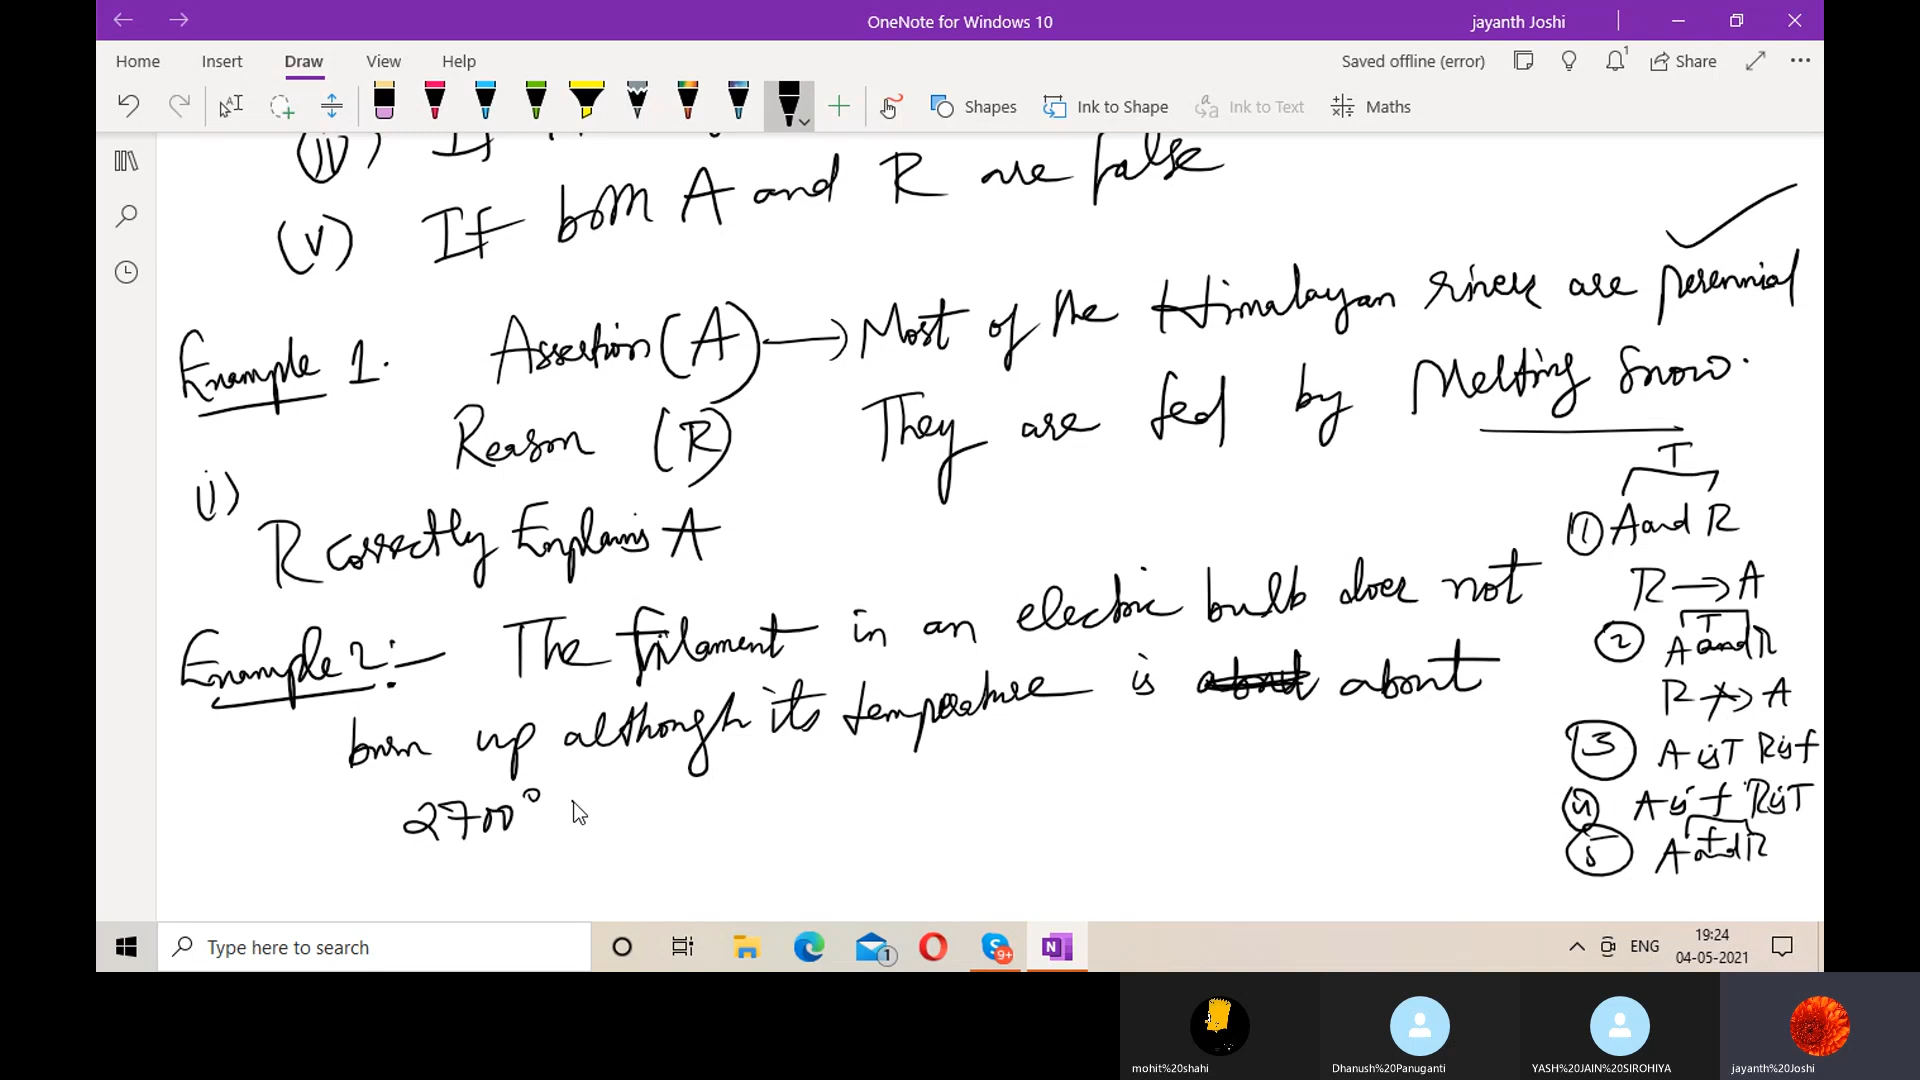 OneNote for Windows 10
jayanth Joshi
Home Insert Draw View Help
Saved offline (error)
Share
Shapes
Ink to Shape
Ink to Text
Maths
(iv) If
(v) If both A and R are false
Example 1. Assertion (A) → Most of the Himalayan rivers are perennial
Reason (R) They are fed by Melting Snow.
(i)
R correctly Explains A
Example 2:- The filament in an electric bulb does not
burn up although its temperature is about
2700°
T
① A and R
R → A
T
② A and R
R ↛ A
③ A is T R is f
④ A is f R is T
f
⑤ A and R
Type here to search
1
9+
N
ENG
19:24
04-05-2021
mohit%20shahi
Dhanush%20Panuganti
YASH%20JAIN%20SIROHIYA
jayanth%20Joshi